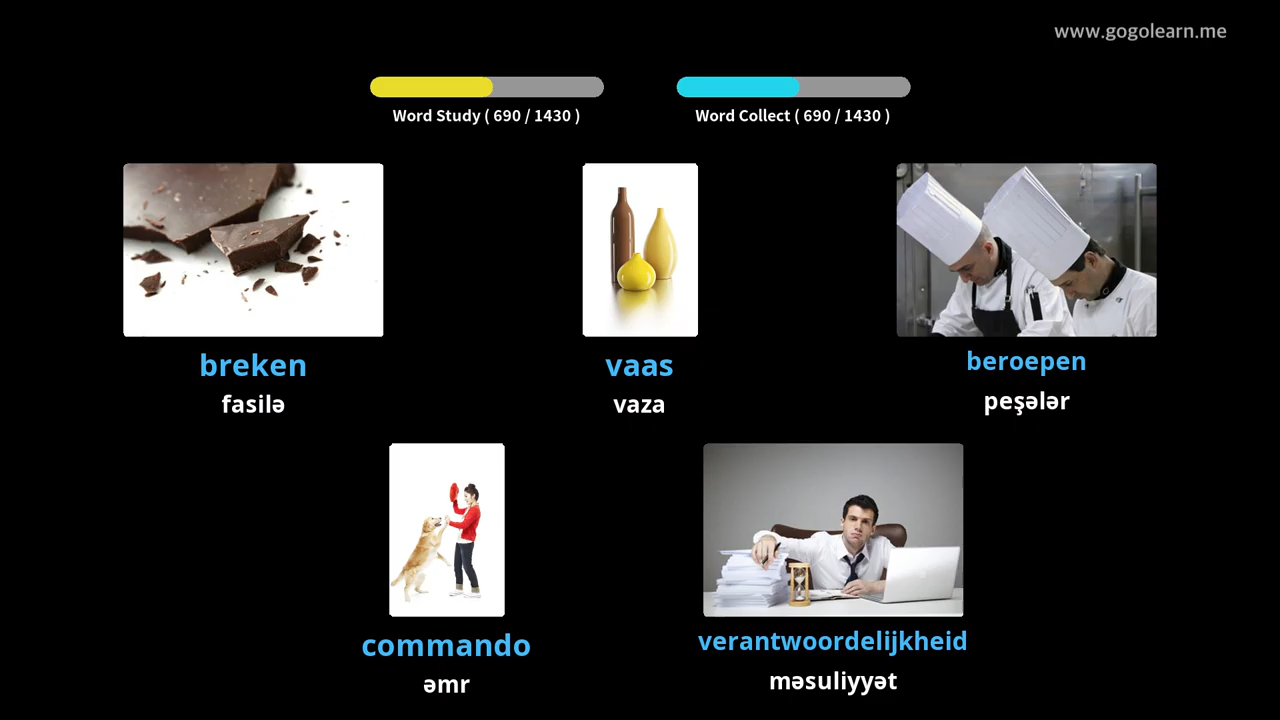 www.gogolearn.me
Word Study ( 690 / 1430 )
Word Collect ( 690 / 1430 )
breken
fasilə
vaas
vaza
beroepen
peşələr
commando
əmr
verantwoordelijkheid
məsuliyyət